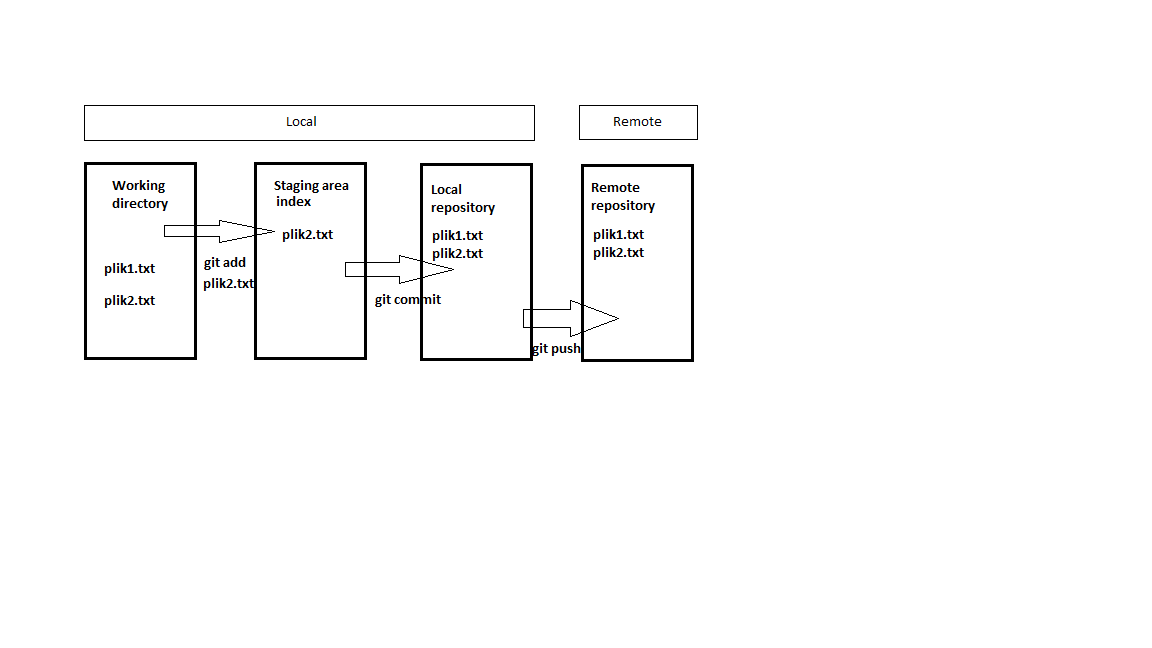 Local
Remote
Working
directory
plik1.txt
plik2.txt
git add
plik2.txt
Staging area
index
plik2.txt
git commit
Local
repository
plik1.txt
plik2.txt
git push
Remote
repository
plik1.txt
plik2.txt